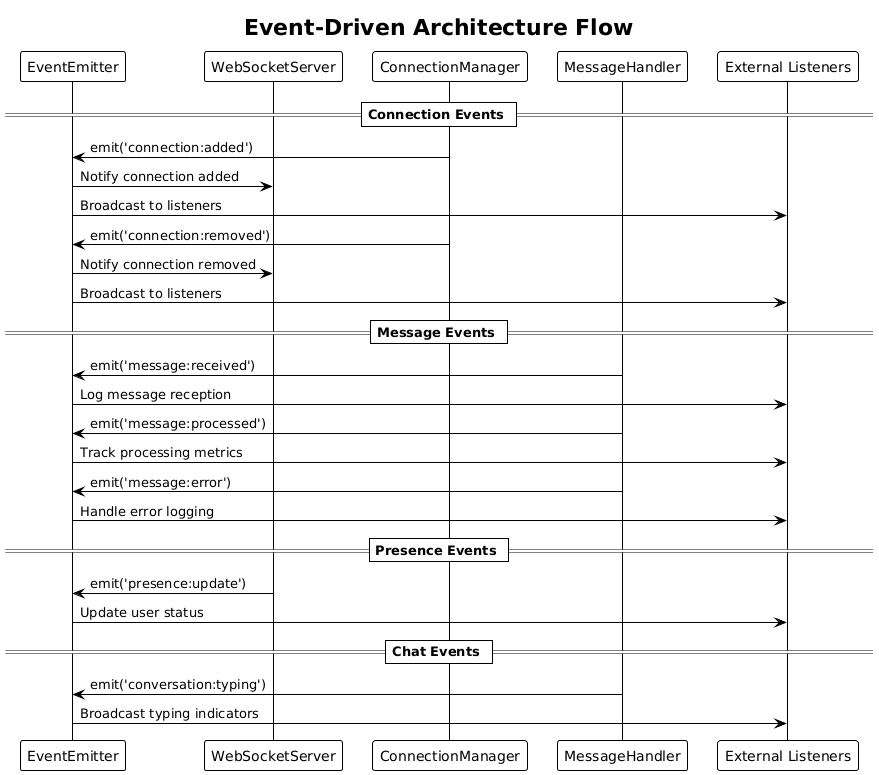 Event-Driven Architecture Flow
EventEmitter WebSocketServer ConnectionManager MessageHandler External Listeners
Connection Events
emit('connection:added')
Notify connection added
Broadcast to listeners
emit('connection:removed')
Notify connection removed
Broadcast to listeners
Message Events
emit('message:received')
Log message reception
emit('message:processed')
Track processing metrics
emit('message:error')
Handle error logging
Presence Events
emit('presence:update')
Update user status
Chat Events
emit('conversation:typing')
Broadcast typing indicators
EventEmitter WebSocketServer ConnectionManager MessageHandler External Listeners